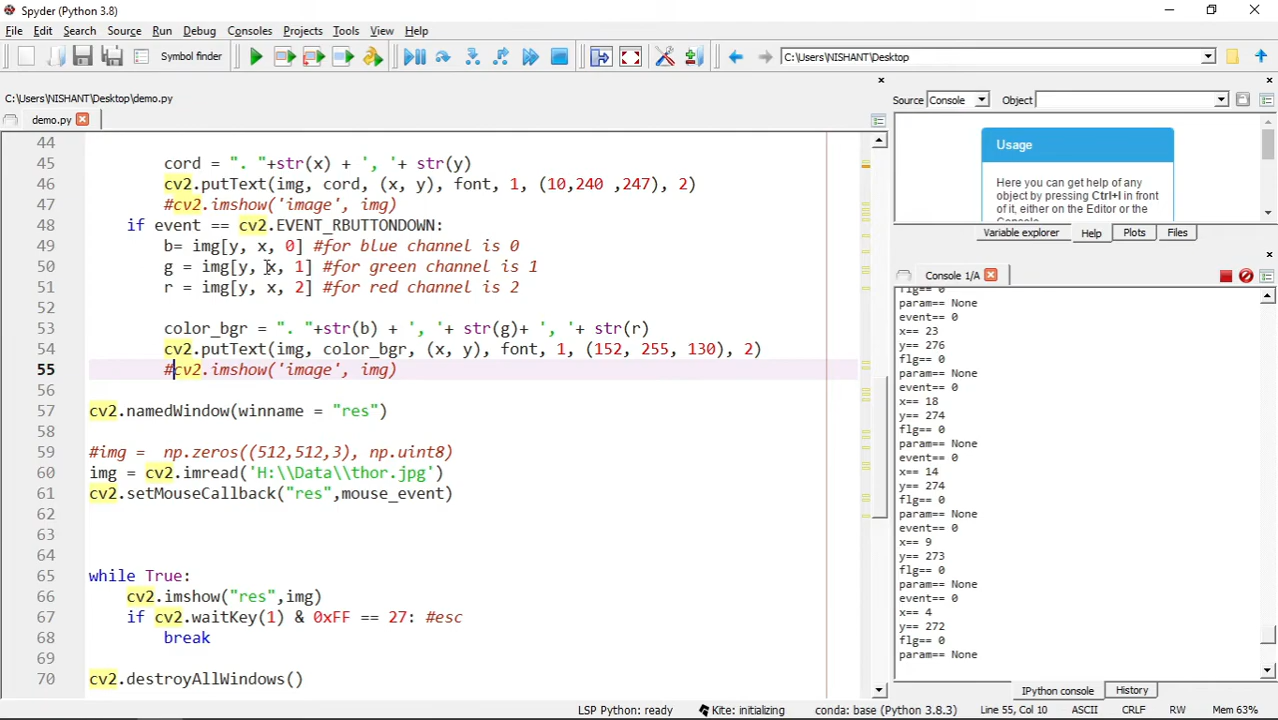 Spyder (Python 3.8)
File Edit Search Source Run Debug Consoles Projects Tools View Help
Symbol finder
C:\Users\NISHANT\Desktop
C:\Users\NISHANT\Desktop\demo.py
demo.py
44
45 cord = ". "+str(x) + ', '+ str(y)
46 cv2.putText(img, cord, (x, y), font, 1, (10,240 ,247), 2)
47 #cv2.imshow('image', img)
48 if event == cv2.EVENT_RBUTTONDOWN:
49 b= img[y, x, 0] #for blue channel is 0
50 g = img[y, x, 1] #for green channel is 1
51 r = img[y, x, 2] #for red channel is 2
52
53 color_bgr = ". "+str(b) + ', '+ str(g)+ ', '+ str(r)
54 cv2.putText(img, color_bgr, (x, y), font, 1, (152, 255, 130), 2)
55 #cv2.imshow('image', img)
56
57 cv2.namedWindow(winname = "res")
58
59 #img =  np.zeros((512,512,3), np.uint8)
60 img = cv2.imread('H:\\Data\\thor.jpg')
61 cv2.setMouseCallback("res",mouse_event)
62
63
64
65 while True:
66 cv2.imshow("res",img)
67 if cv2.waitKey(1) & 0xFF == 27: #esc
68 break
69
70 cv2.destroyAllWindows()
Source Console Object
Usage
Here you can get help of any
object by pressing Ctrl+I in front
of it, either on the Editor or the
Variable explorer Help Plots Files
Console 1/A
flg== 0
param== None
event== 0
x== 23
y== 276
flg== 0
param== None
event== 0
x== 18
y== 274
flg== 0
param== None
event== 0
x== 14
y== 274
flg== 0
param== None
event== 0
x== 9
y== 273
flg== 0
param== None
event== 0
x== 4
y== 272
flg== 0
param== None
IPython console History
LSP Python: ready Kite: initializing conda: base (Python 3.8.3) Line 55, Col 10 ASCII CRLF RW Mem 63%